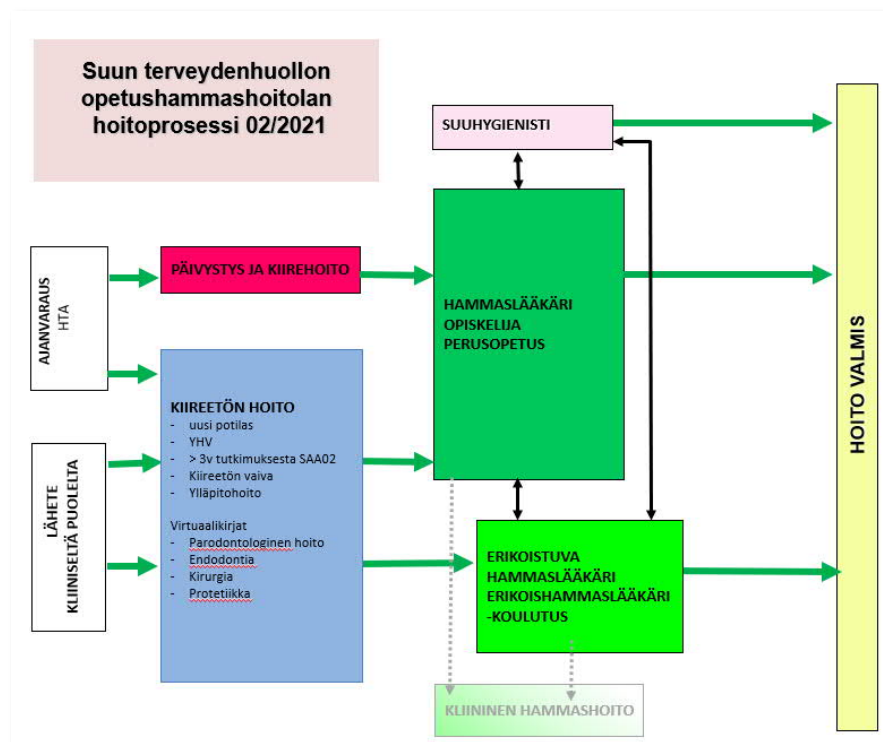 Suun terveydenhuollon
opetushammashoitolan
hoitoprosessi 02/2021
SUUHYGIENISTI
AJANVARAUS
HTA
PÄIVYSTYS JA KIIREHOITO
HAMMASLÄÄKÄRI
OPISKELIJA
PERUSOPETUS
HOITO VALMIS
KIIREETÖN HOITO
- uusi potilas
- YHV
- > 3v tutkimuksesta SAA02
- Kiireetön vaiva
- Ylläpitohoito
Virtuaalikirjat
- Parodontologinen hoito
- Endodontia
- Kirurgia
- Protetiikka
LÄHETE
KLIINISELTÄ PUOLELTA
ERIKOISTUVA
HAMMASLÄÄKÄRI
ERIKOISHAMMASLÄÄKÄRI
-KOULUTUS
KLIININEN HAMMASHOITO